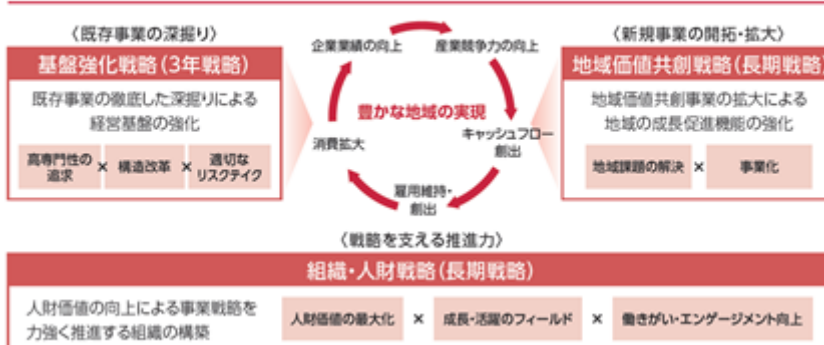 〈既存事業の深掘り〉
基盤強化戦略(3年戦略)
既存事業の徹底した深掘りによる
経営基盤の強化
高専門性の
追求
×
構造改革
×
適切な
リスクテイク
企業業績の向上
産業競争力の向上
豊かな地域の実現
消費拡大
キャッシュフロー
創出
雇用維持・
創出
〈新規事業の開拓・拡大〉
地域価値共創戦略(長期戦略)
地域価値共創事業の拡大による
地域の成長促進機能の強化
地域課題の解決
×
事業化
〈戦略を支える推進力〉
組織・人財戦略(長期戦略)
人財価値の向上による事業戦略を
力強く推進する組織の構築
人財価値の最大化
×
成長・活躍のフィールド
×
働きがい・エンゲージメント向上